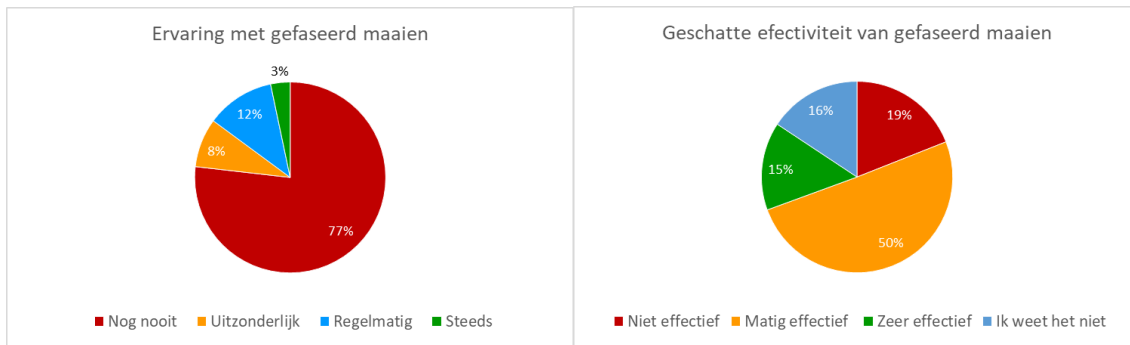 Ervaring met gefaseerd maaien
3%
12%
8%
77%
Nog nooit Uitzonderlijk Regelmatig Steeds
Geschatte efectiviteit van gefaseerd maaien
16%
19%
15%
50%
Niet effectief Matig effectief Zeer effectief Ik weet het niet